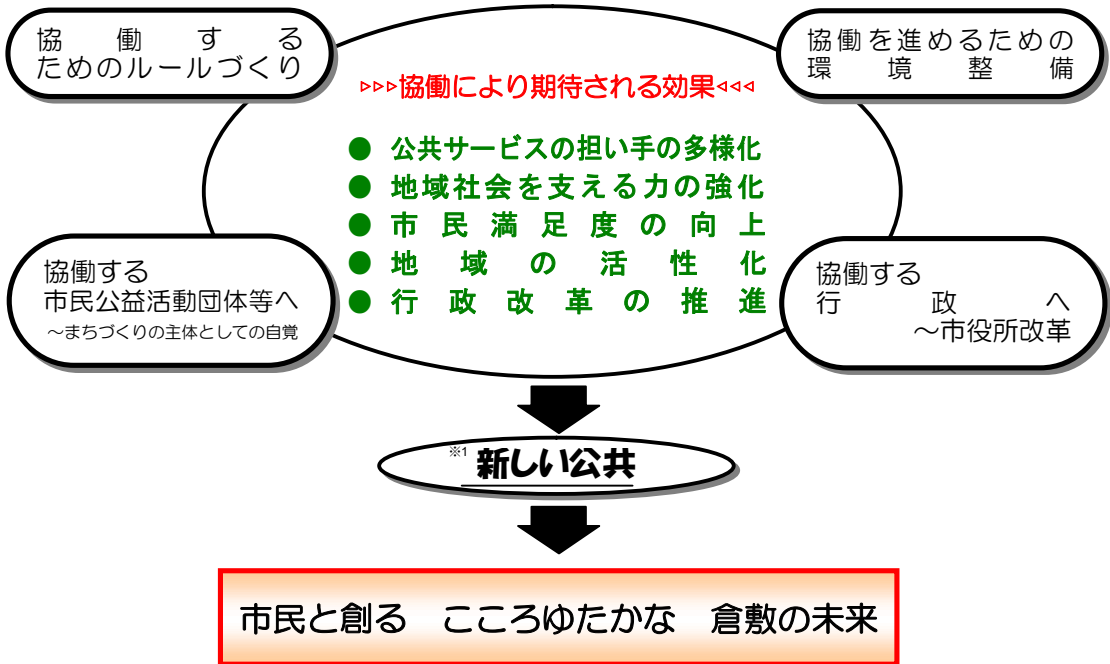 協働する
ためのルールづくり
協働を進めるための
環境整備
▹▹▹協働により期待される効果◃◃◃
● 公共サービスの担い手の多様化
● 地域社会を支える力の強化
● 市民満足度の向上
● 地域の活性化
● 行政改革の推進
協働する
市民公益活動団体等へ
~まちづくりの主体としての自覚
協働する
行政へ
~市役所改革
※1 新しい公共
市民と創る こころゆたかな 倉敷の未来